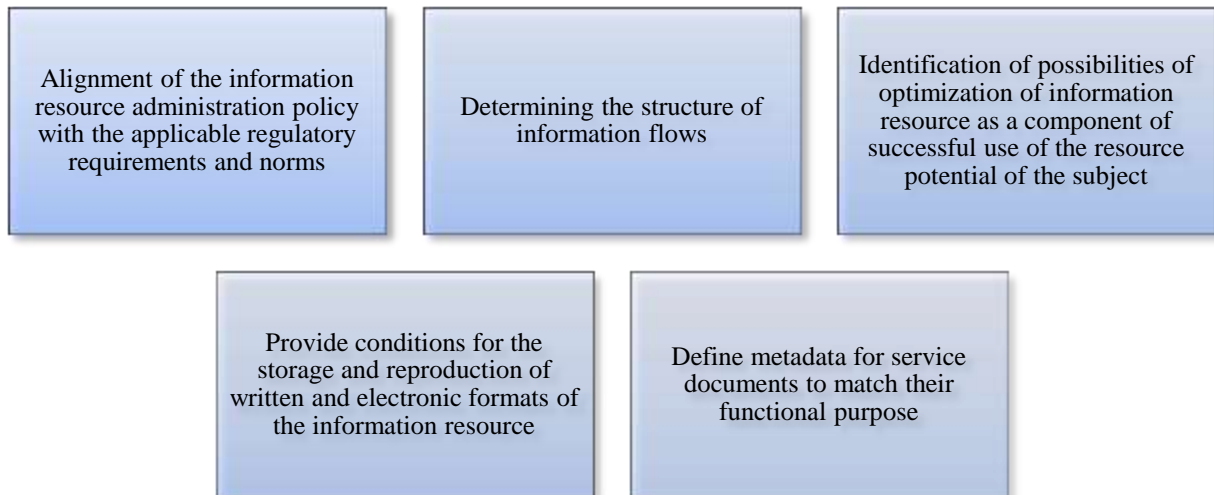 Alignment of the information
resource administration policy
with the applicable regulatory
requirements and norms
Determining the structure of
information flows
Identification of possibilities of
optimization of information
resource as a component of
successful use of the resource
potential of the subject
Provide conditions for the
storage and reproduction of
written and electronic formats of
the information resource
Define metadata for service
documents to match their
functional purpose